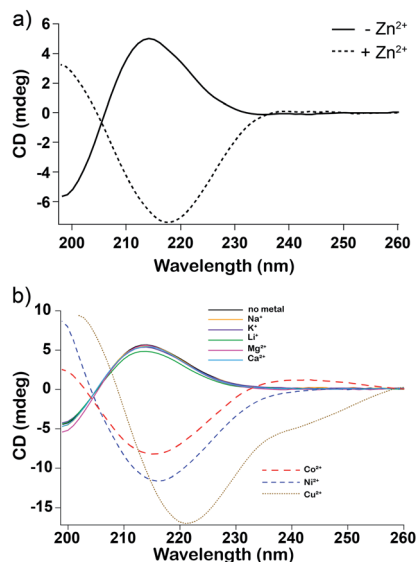 a)
- Zn²⁺
+ Zn²⁺
6
4
2
0
-2
-4
-6
CD (mdeg)
200 210 220 230 240 250 260
Wavelength (nm)
b)
no metal
Na⁺
K⁺
Li⁺
Mg²⁺
Ca²⁺
10
5
0
-5
-10
-15
CD (mdeg)
Co²⁺
Ni²⁺
Cu²⁺
200 210 220 230 240 250 260
Wavelength (nm)